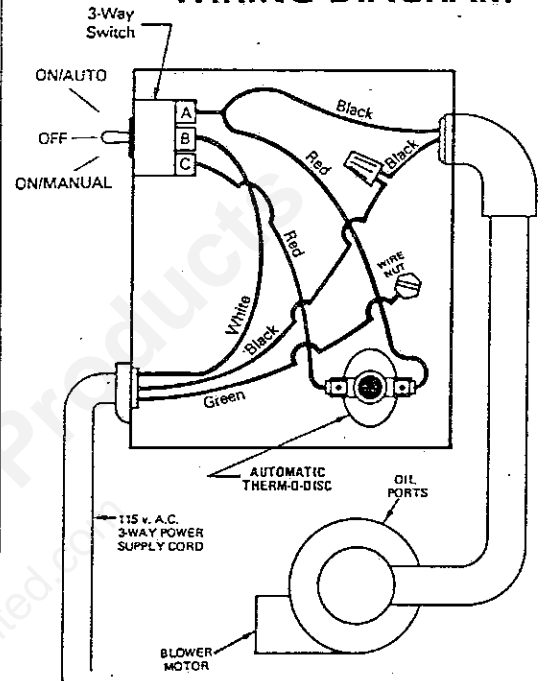 WIRING DIAGRAM
3-Way
Switch
ON/AUTO
OFF
ON/MANUAL
A
B
C
Black
Black
Red
Red
WIRE
NUT
White
Black
Green
AUTOMATIC
THERM-O-DISC
OIL
PORTS
115 v. A.C.
3-WAY POWER
SUPPLY CORD
BLOWER
MOTOR
Products